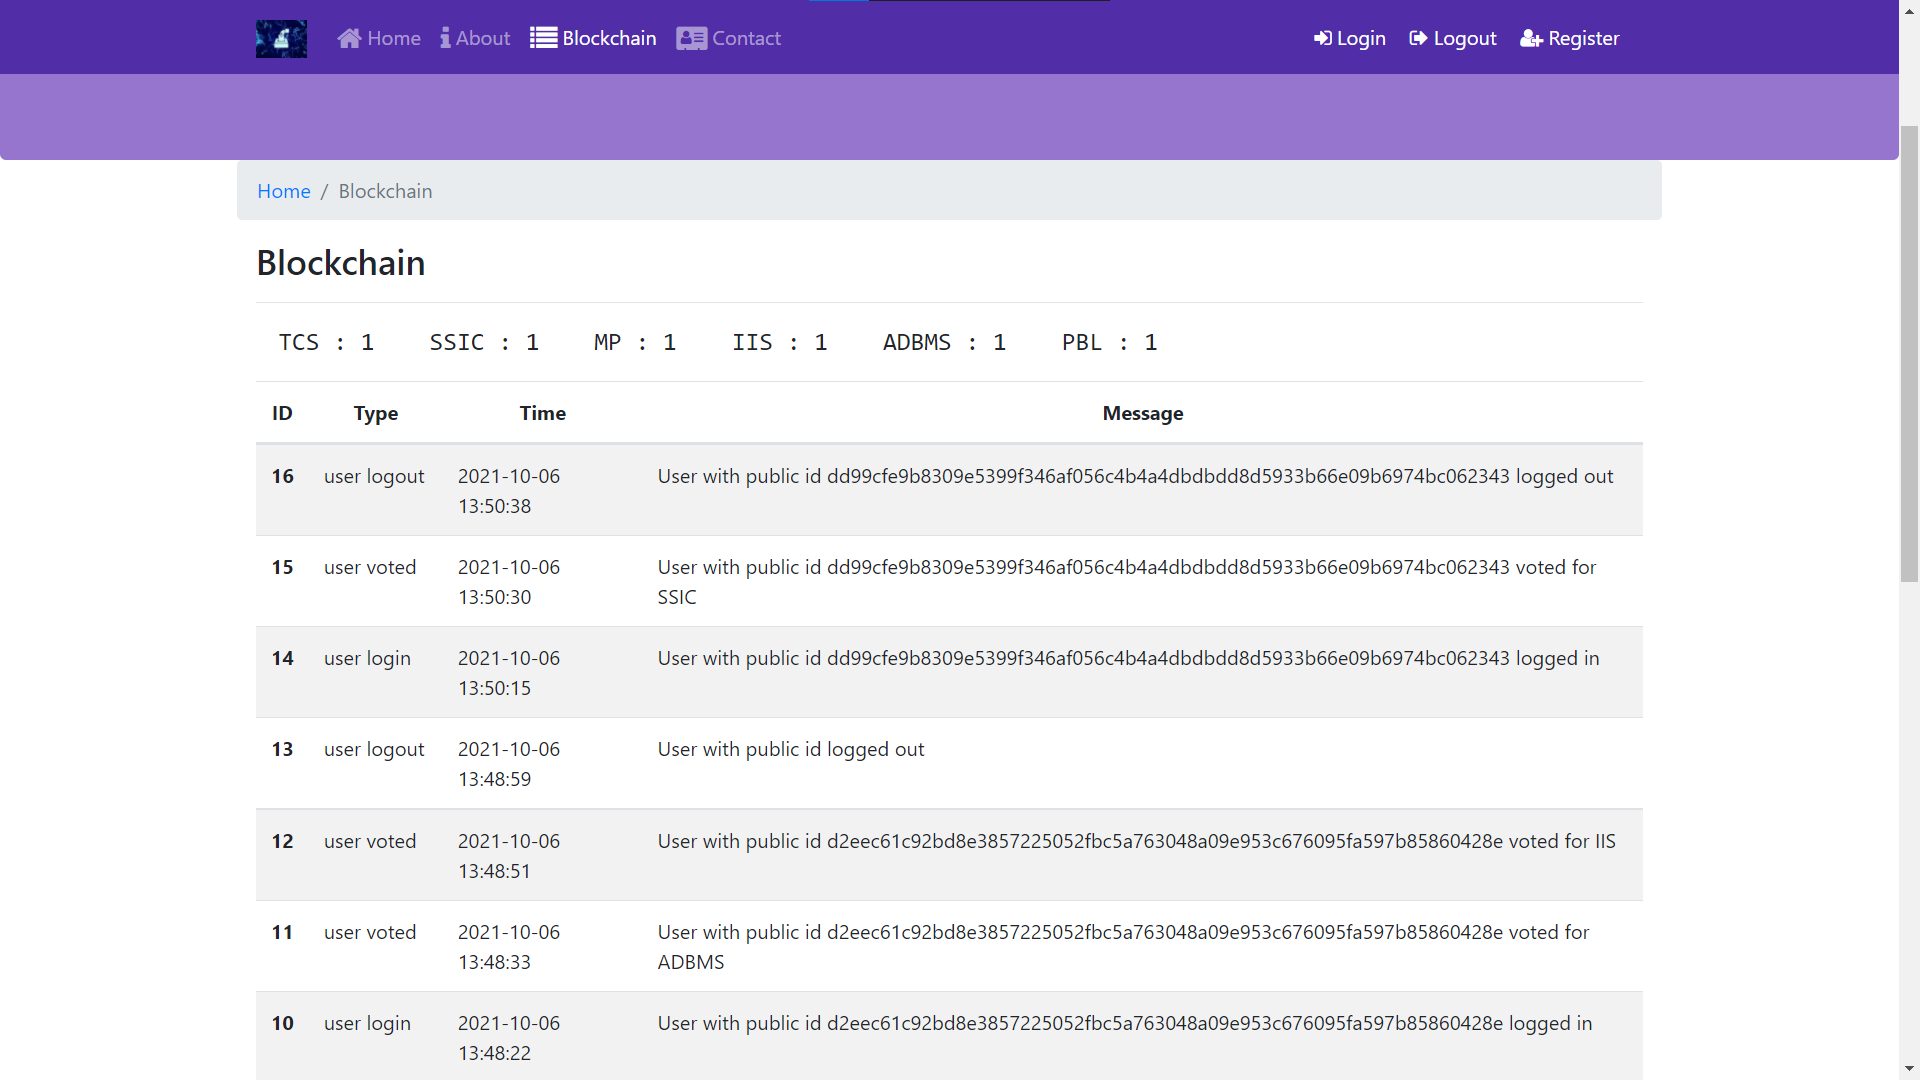 Home About Blockchain Contact Login Logout Register
Home / Blockchain
Blockchain
TCS : 1 SSIC : 1 MP : 1 IIS : 1 ADBMS : 1 PBL : 1
ID Type Time Message
16 user logout 2021-10-06 User with public id dd99cfe9b8309e5399f346af056c4b4a4dbdbdd8d5933b66e09b6974bc062343 logged out
13:50:38
15 user voted 2021-10-06 User with public id dd99cfe9b8309e5399f346af056c4b4a4dbdbdd8d5933b66e09b6974bc062343 voted for
13:50:30 SSIC
14 user login 2021-10-06 User with public id dd99cfe9b8309e5399f346af056c4b4a4dbdbdd8d5933b66e09b6974bc062343 logged in
13:50:15
13 user logout 2021-10-06 User with public id logged out
13:48:59
12 user voted 2021-10-06 User with public id d2eec61c92bd8e3857225052fbc5a763048a09e953c676095fa597b85860428e voted for IIS
13:48:51
11 user voted 2021-10-06 User with public id d2eec61c92bd8e3857225052fbc5a763048a09e953c676095fa597b85860428e voted for
13:48:33 ADBMS
10 user login 2021-10-06 User with public id d2eec61c92bd8e3857225052fbc5a763048a09e953c676095fa597b85860428e logged in
13:48:22